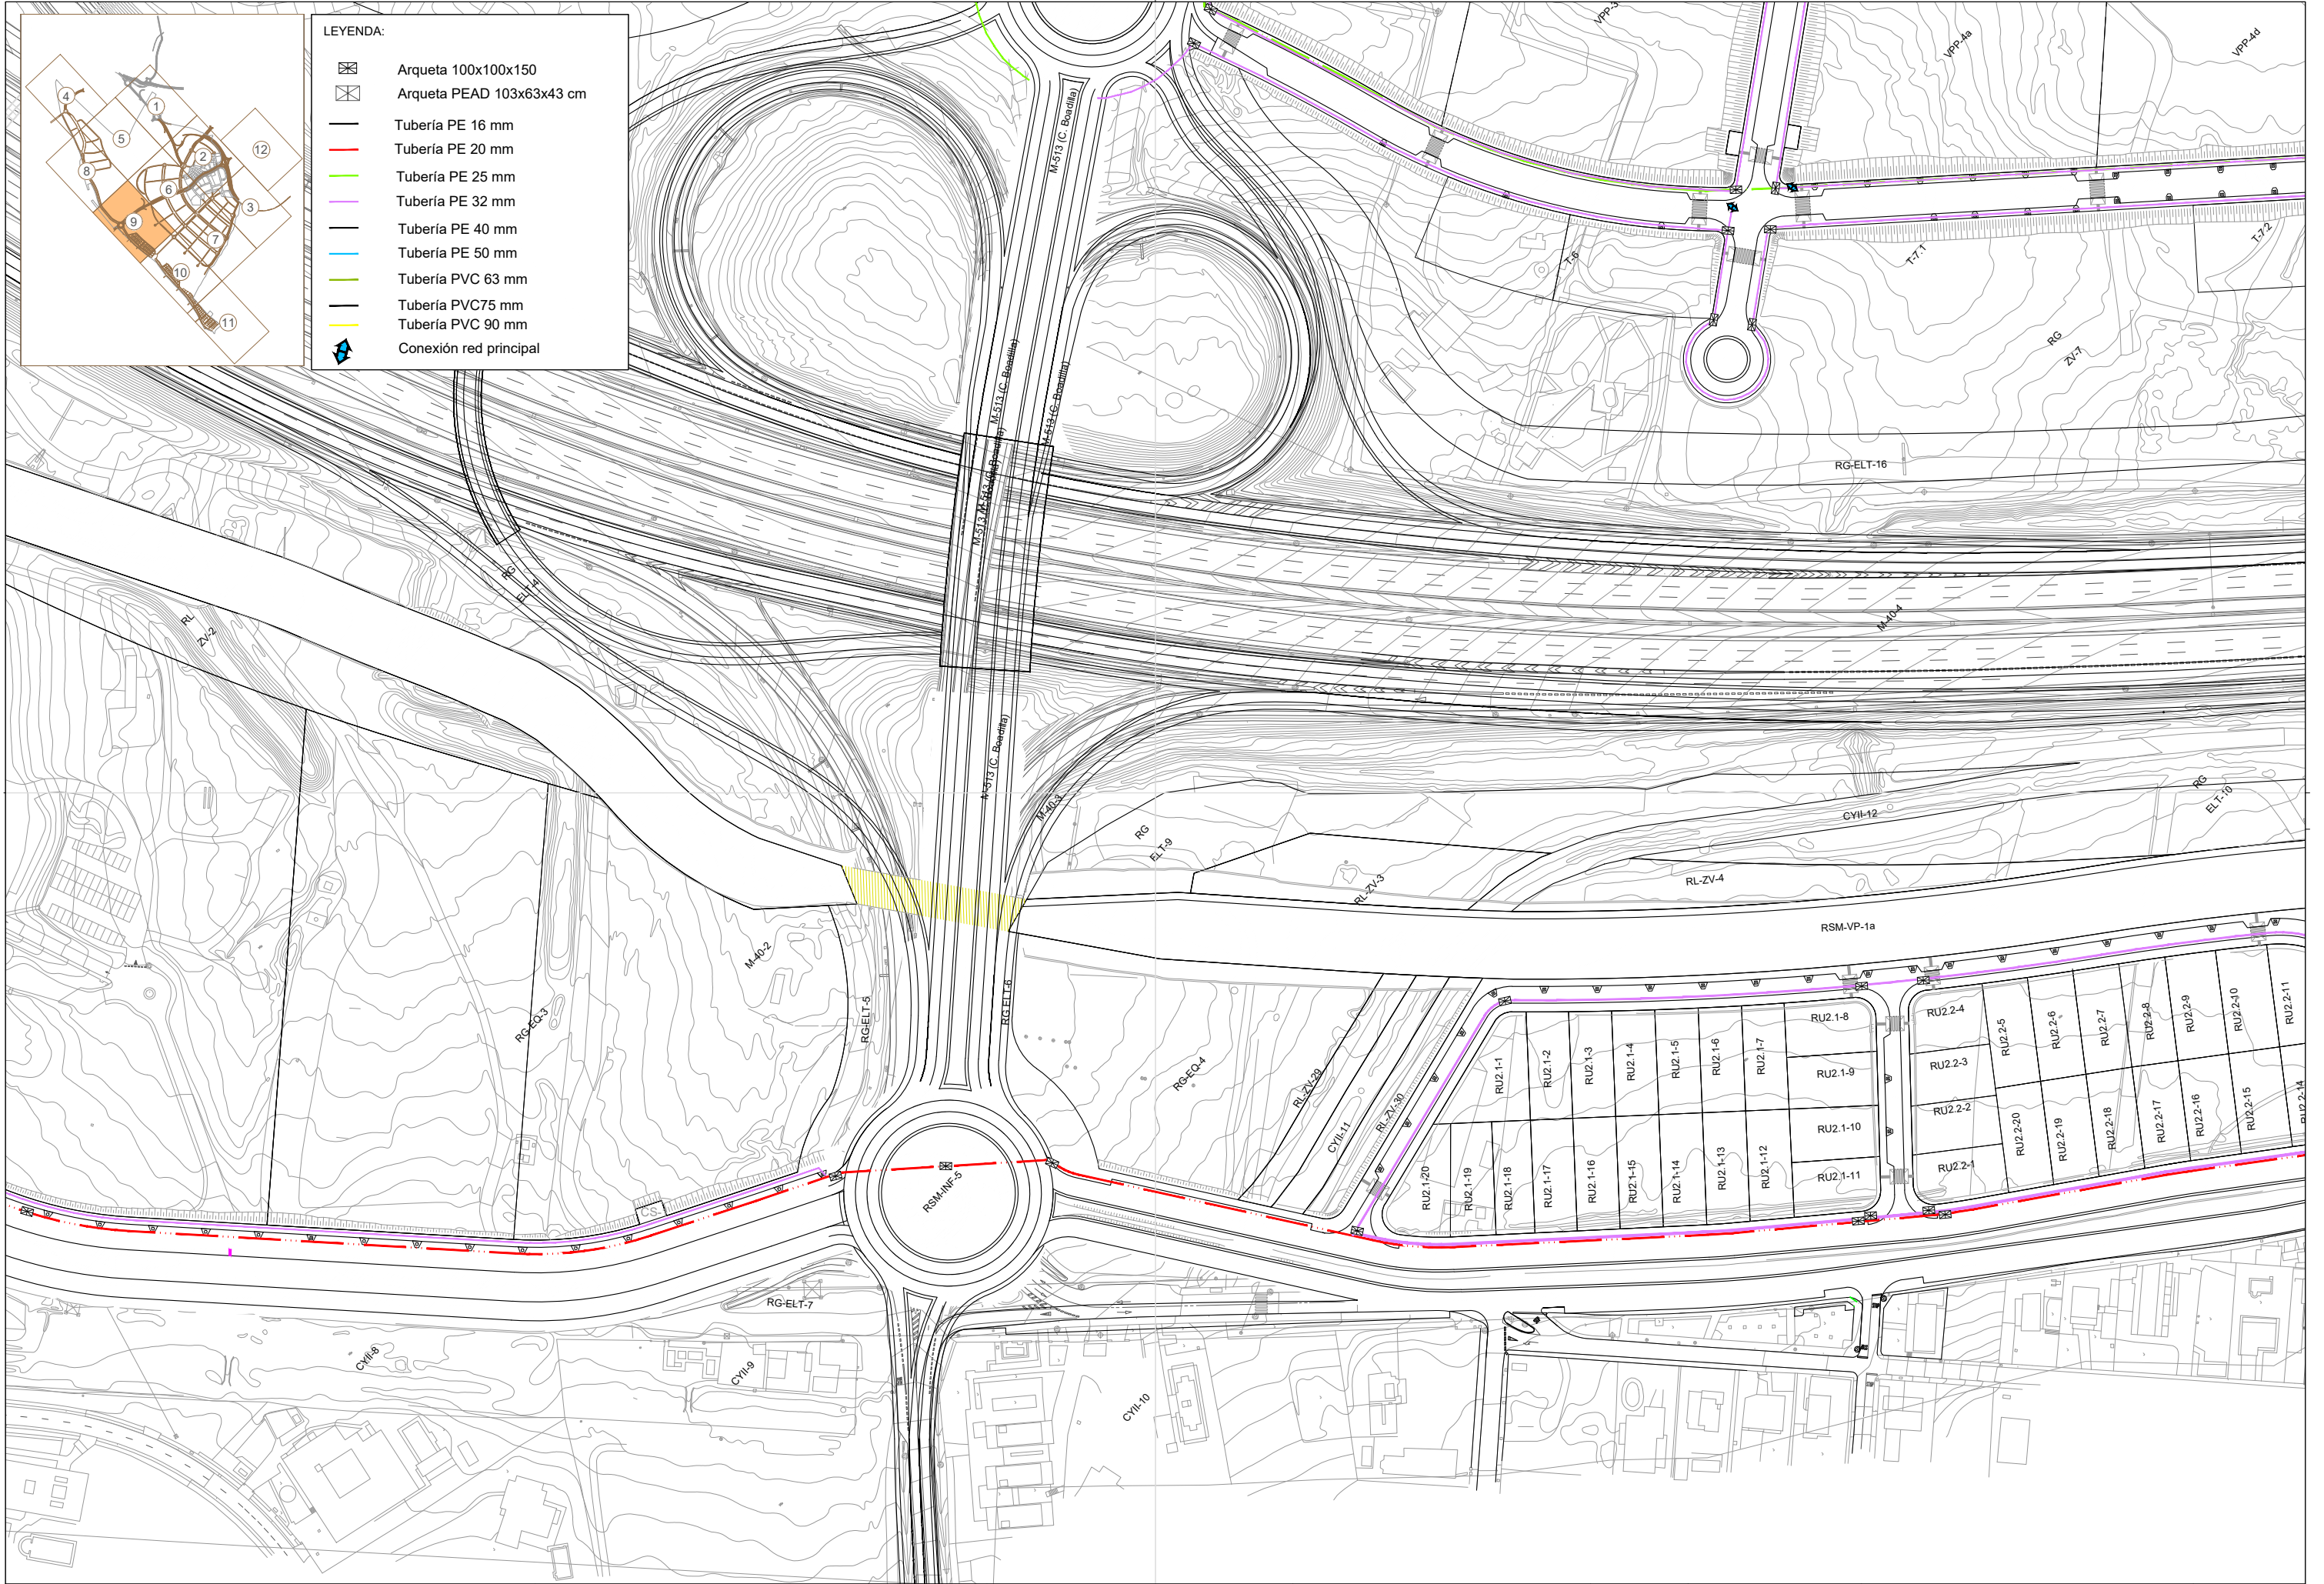 LEYENDA:
Arqueta 100x100x150
Arqueta PEAD 103x63x43 cm
Tubería PE 16 mm
Tubería PE 20 mm
Tubería PE 25 mm
Tubería PE 32 mm
Tubería PE 40 mm
Tubería PE 50 mm
Tubería PVC 63 mm
Tubería PVC75 mm
Tubería PVC 90 mm
Conexión red principal
4
1
5
2
12
8
6
3
9
7
10
11
VPP-3
VPP-4a
VPP-4d
M-513 (C. Boadilla)
M-513 (C. Boadilla)
M-513 (C. Boadilla)
T-6
T-7.1
T-7.2
RG
ZV-7
RG-ELT-16
RG
ELT-4
RL
ZV-2
M-40-4
M-513 (C. Boadilla)
M-40-3
RG
ELT-9
CYII-12
RG
ELT-10
RL-ZV-3
RL-ZV-4
RSM-VP-1a
M-40-2
RG-ELT-5
RG ELT-6
RG-EQ-3
RG-EQ-4
RL-ZV-29
CYII-11
RL-ZV-30
RU2.1-1
RU2.1-2
RU2.1-3
RU2.1-4
RU2.1-5
RU2.1-6
RU2.1-7
RU2.1-8
RU2.1-9
RU2.1-10
RU2.1-11
RU2.1-20
RU2.1-19
RU2.1-18
RU2.1-17
RU2.1-16
RU2.1-15
RU2.1-14
RU2.1-13
RU2.1-12
RU2.2-4
RU2.2-3
RU2.2-2
RU2.2-1
RU2.2-5
RU2.2-6
RU2.2-7
RU2.2-8
RU2.2-9
RU2.2-10
RU2.2-11
RU2.2-20
RU2.2-19
RU2.2-18
RU2.2-17
RU2.2-16
RU2.2-15
RU2.2-14
RSM-INF-5
CS-
RG-ELT-7
CYII-8
CYII-9
CYII-10